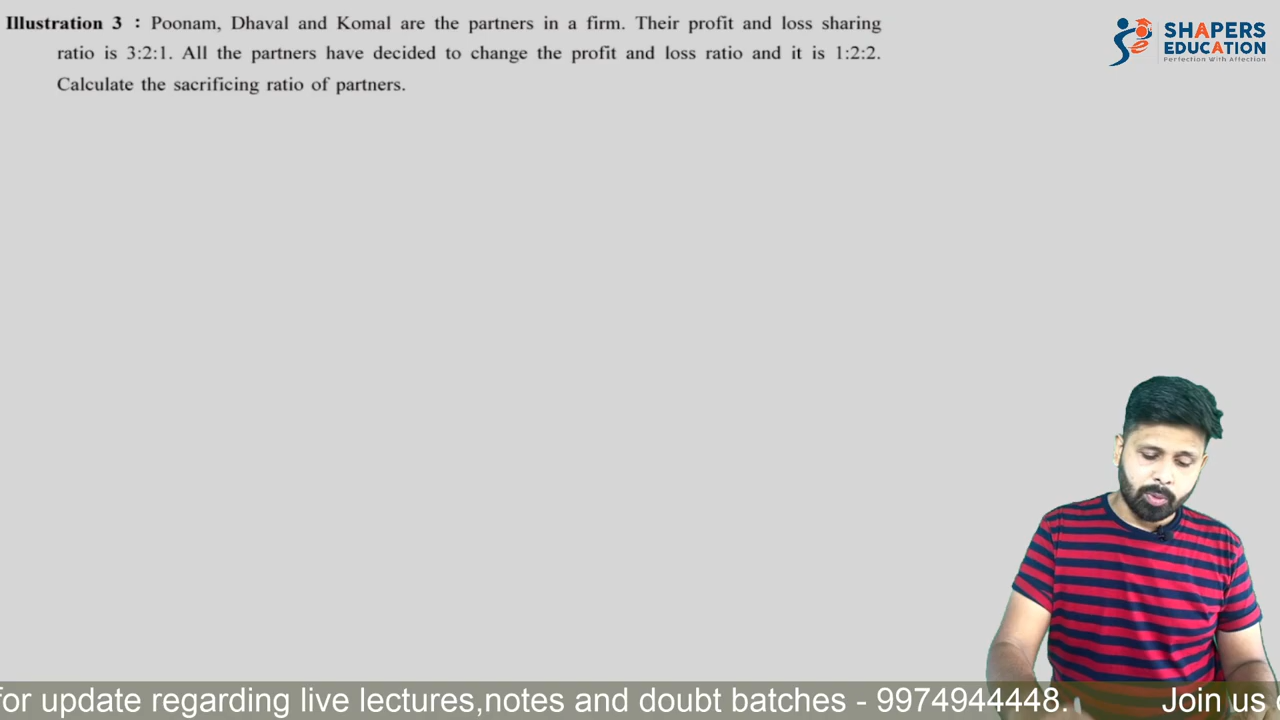 Illustration 3 : Poonam, Dhaval and Komal are the partners in a firm. Their profit and loss sharing
ratio is 3:2:1. All the partners have decided to change the profit and loss ratio and it is 1:2:2.
Calculate the sacrificing ratio of partners.
SHAPERS
EDUCATION
Perfection With Affection
for update regarding live lectures,notes and doubt batches - 9974944448. Join us